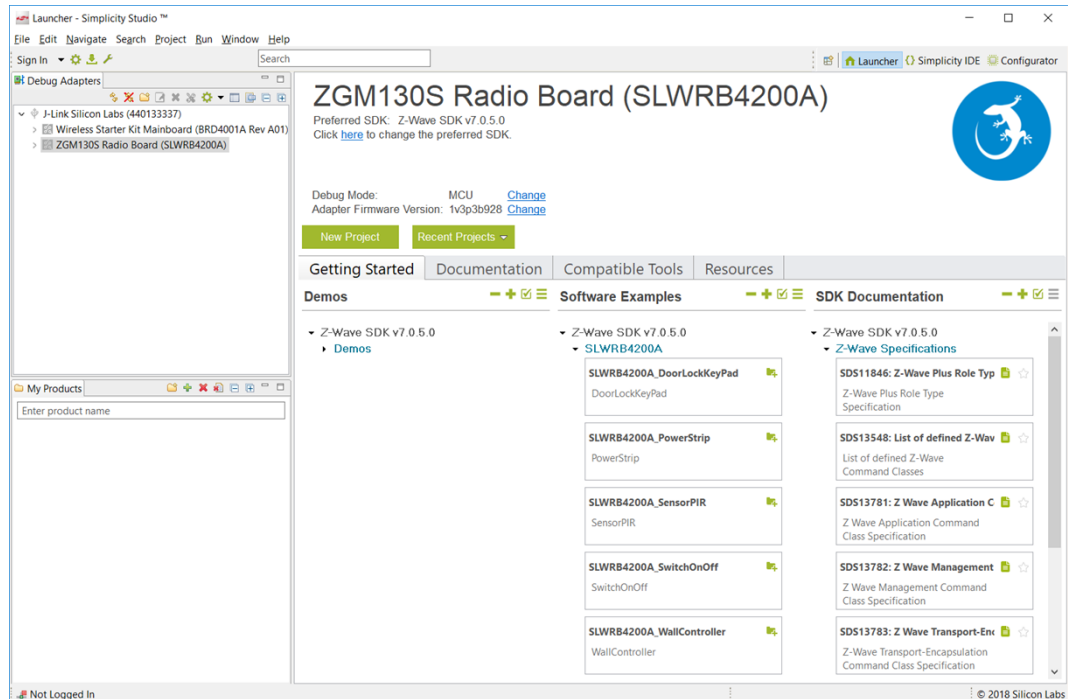 Launcher - Simplicity Studio ™
File Edit Navigate Search Project Run Window Help
Sign In
Search
Launcher
Simplicity IDE
Configurator
Debug Adapters
J-Link Silicon Labs (440133337)
Wireless Starter Kit Mainboard (BRD4001A Rev A01)
ZGM130S Radio Board (SLWRB4200A)
My Products
Enter product name
ZGM130S Radio Board (SLWRB4200A)
Preferred SDK: Z-Wave SDK v7.0.5.0
Click here to change the preferred SDK.
Debug Mode: MCU Change
Adapter Firmware Version: 1v3p3b928 Change
New Project
Recent Projects
Getting Started
Documentation
Compatible Tools
Resources
Demos
Z-Wave SDK v7.0.5.0
Demos
Software Examples
Z-Wave SDK v7.0.5.0
SLWRB4200A
SLWRB4200A_DoorLockKeyPad
DoorLockKeyPad
SLWRB4200A_PowerStrip
PowerStrip
SLWRB4200A_SensorPIR
SensorPIR
SLWRB4200A_SwitchOnOff
SwitchOnOff
SLWRB4200A_WallController
WallController
SDK Documentation
Z-Wave SDK v7.0.5.0
Z-Wave Specifications
SDS11846: Z-Wave Plus Role Typ
Z-Wave Plus Role Type
Specification
SDS13548: List of defined Z-Wav
List of defined Z-Wave
Command Classes
SDS13781: Z Wave Application C
Z Wave Application Command
Class Specification
SDS13782: Z Wave Management
Z Wave Management Command
Class Specification
SDS13783: Z Wave Transport-Enc
Z-Wave Transport-Encapsulation
Command Class Specification
Not Logged In
© 2018 Silicon Labs